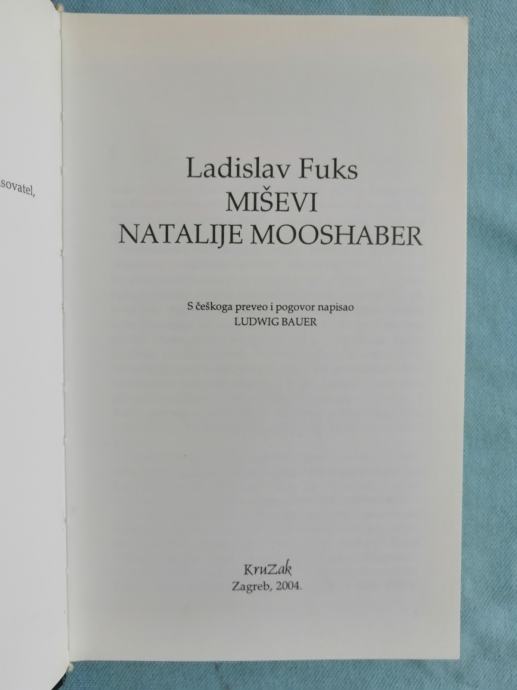 sovatel,
Ladislav Fuks
MIŠEVI
NATALIJE MOOSHABER
S češkoga preveo i pogovor napisao
LUDWIG BAUER
KruZak
Zagreb, 2004.